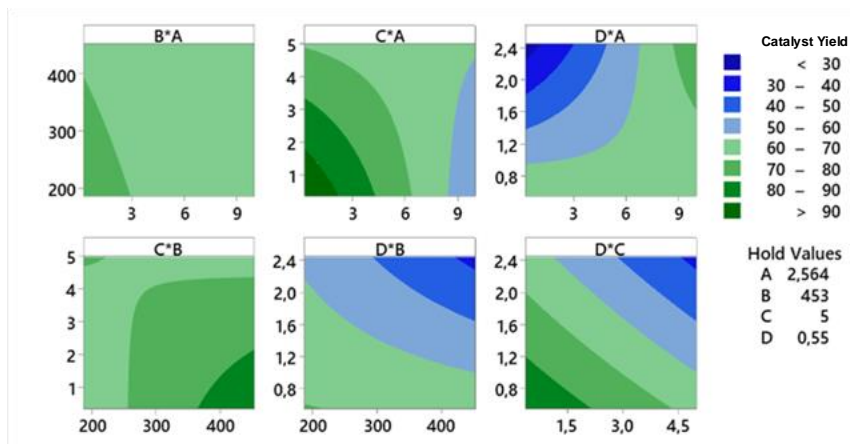 B*A
400
300
200
3 6 9
C*A
5
4
3
2
1
3 6 9
D*A
2,4
2,0
1,6
1,2
0,8
3 6 9
Catalyst Yield
< 30
30 – 40
40 – 50
50 – 60
60 – 70
70 – 80
80 – 90
> 90
C*B
5
4
3
2
1
200 300 400
D*B
2,4
2,0
1,6
1,2
0,8
200 300 400
D*C
2,4
2,0
1,6
1,2
0,8
1,5 3,0 4,5
Hold Values
A 2,564
B 453
C 5
D 0,55